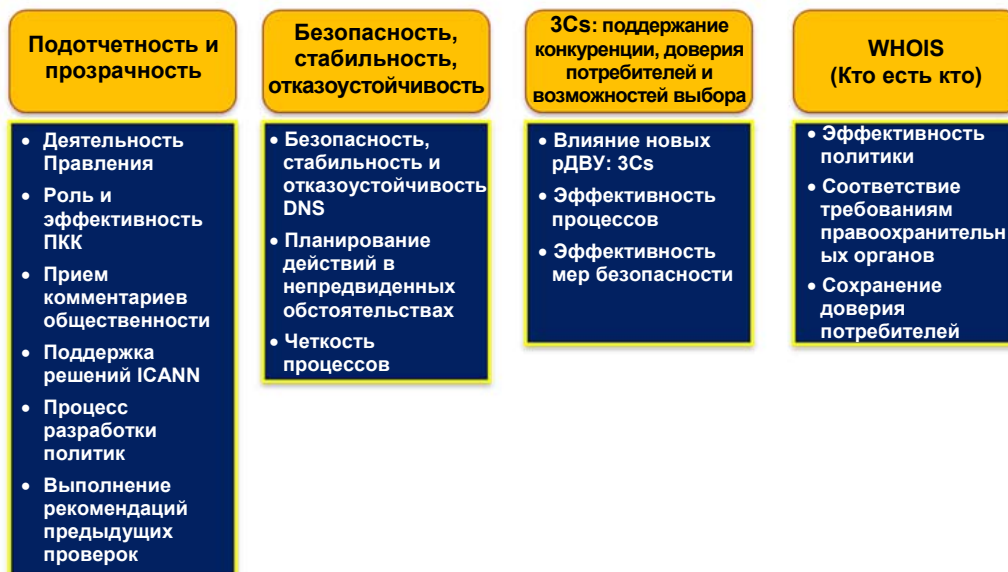 Подотчетность и
прозрачность
• Деятельность
Правления
• Роль и
эффективность
ПКК
• Прием
комментариев
общественности
• Поддержка
решений ICANN
• Процесс
разработки
политик
• Выполнение
рекомендаций
предыдущих
проверок
Безопасность,
стабильность,
отказоустойчивость
• Безопасность,
стабильность и
отказоустойчивость
DNS
• Планирование
действий в
непредвиденных
обстоятельствах
• Четкость
процессов
3Cs: поддержание
конкуренции, доверия
потребителей и
возможностей выбора
• Влияние новых
рДВУ: 3Cs
• Эффективность
процессов
• Эффективность
мер безопасности
WHOIS
(Кто есть кто)
• Эффективность
политики
• Соответствие
требованиям
правоохранительн
ых органов
• Сохранение
доверия
потребителей